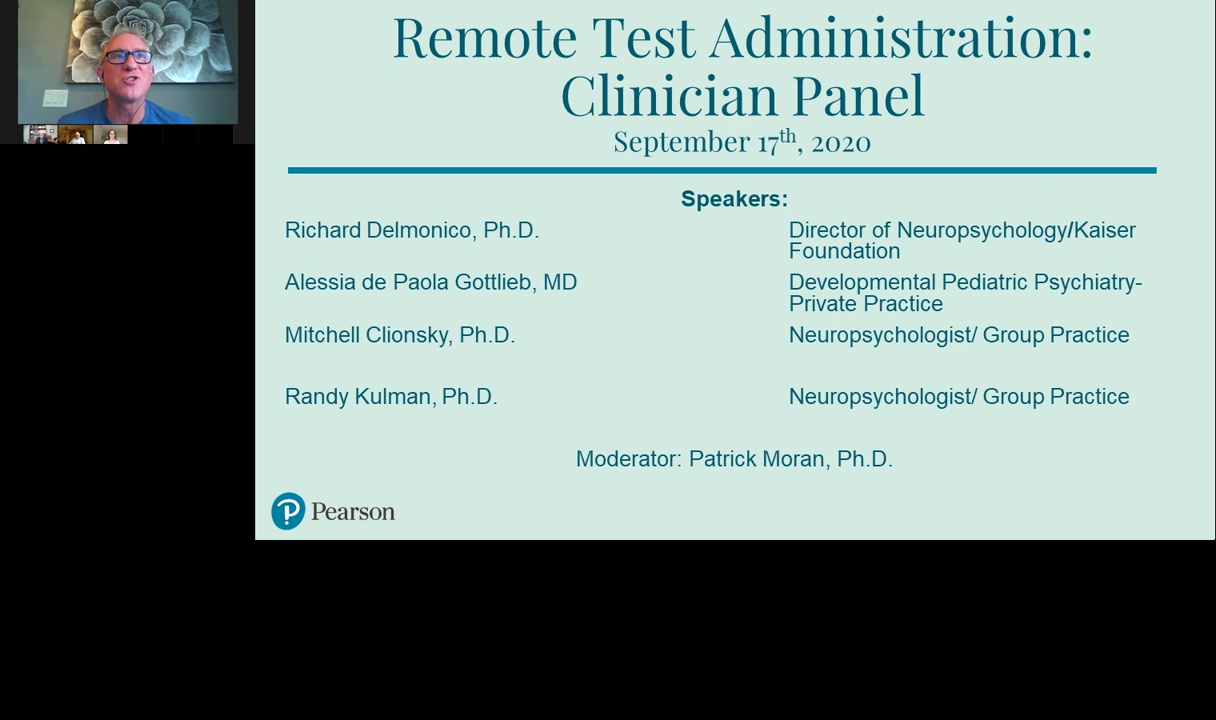 Remote Test Administration:
Clinician Panel
September 17th, 2020
Speakers:
Richard Delmonico, Ph.D.
Director of Neuropsychology/Kaiser
Foundation
Alessia de Paola Gottlieb, MD
Developmental Pediatric Psychiatry-
Private Practice
Mitchell Clionsky, Ph.D.
Neuropsychologist/ Group Practice
Randy Kulman, Ph.D.
Neuropsychologist/ Group Practice
Moderator: Patrick Moran, Ph.D.
Pearson